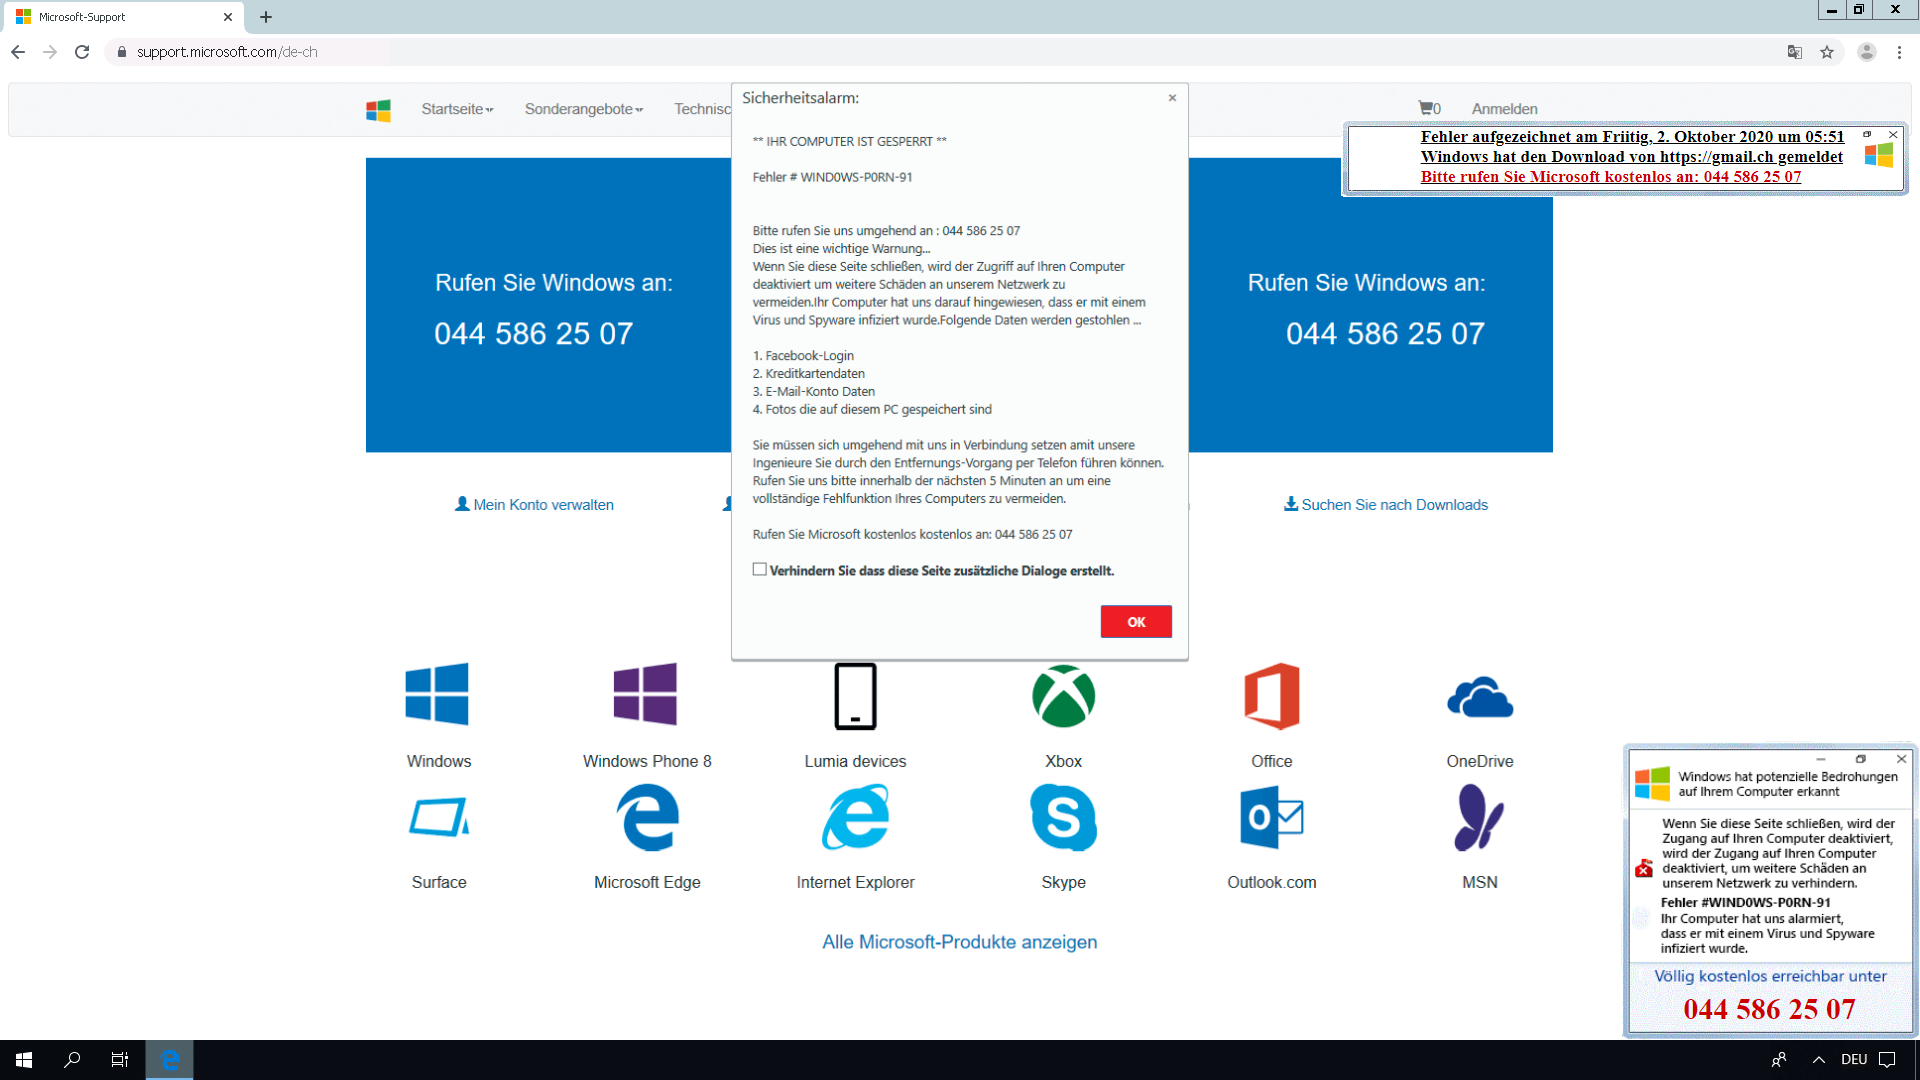 Microsoft-Support
support.microsoft.com/de-ch
Startseite
Sonderangebote
Technisc
0
Anmelden
Sicherheitsalarm:
** IHR COMPUTER IST GESPERRT **
Fehler # WIND0WS-P0RN-91
Bitte rufen Sie uns umgehend an : 044 586 25 07
Dies ist eine wichtige Warnung...
Wenn Sie diese Seite schließen, wird der Zugriff auf Ihren Computer
deaktiviert um weitere Schäden an unserem Netzwerk zu
vermeiden.Ihr Computer hat uns darauf hingewiesen, dass er mit einem
Virus und Spyware infiziert wurde.Folgende Daten werden gestohlen ...
1. Facebook-Login
2. Kreditkartendaten
3. E-Mail-Konto Daten
4. Fotos die auf diesem PC gespeichert sind
Sie müssen sich umgehend mit uns in Verbindung setzen amit unsere
Ingenieure Sie durch den Entfernungs-Vorgang per Telefon führen können.
Rufen Sie uns bitte innerhalb der nächsten 5 Minuten an um eine
vollständige Fehlfunktion Ihres Computers zu vermeiden.
Rufen Sie Microsoft kostenlos kostenlos an: 044 586 25 07
Verhindern Sie dass diese Seite zusätzliche Dialoge erstellt.
OK
Fehler aufgezeichnet am Friitig, 2. Oktober 2020 um 05:51
Windows hat den Download von https://gmail.ch gemeldet
Bitte rufen Sie Microsoft kostenlos an: 044 586 25 07
Rufen Sie Windows an:
044 586 25 07
Rufen Sie Windows an:
044 586 25 07
Mein Konto verwalten
Suchen Sie nach Downloads
Windows
Windows Phone 8
Lumia devices
Xbox
Office
OneDrive
Surface
Microsoft Edge
Internet Explorer
Skype
Outlook.com
MSN
Alle Microsoft-Produkte anzeigen
Windows hat potenzielle Bedrohungen
auf Ihrem Computer erkannt
Wenn Sie diese Seite schließen, wird der
Zugang auf Ihren Computer deaktiviert,
wird der Zugang auf Ihren Computer
deaktiviert, um weitere Schäden an
unserem Netzwerk zu verhindern.
Fehler #WIND0WS-P0RN-91
Ihr Computer hat uns alarmiert,
dass er mit einem Virus und Spyware
infiziert wurde.
Völlig kostenlos erreichbar unter
044 586 25 07
DEU